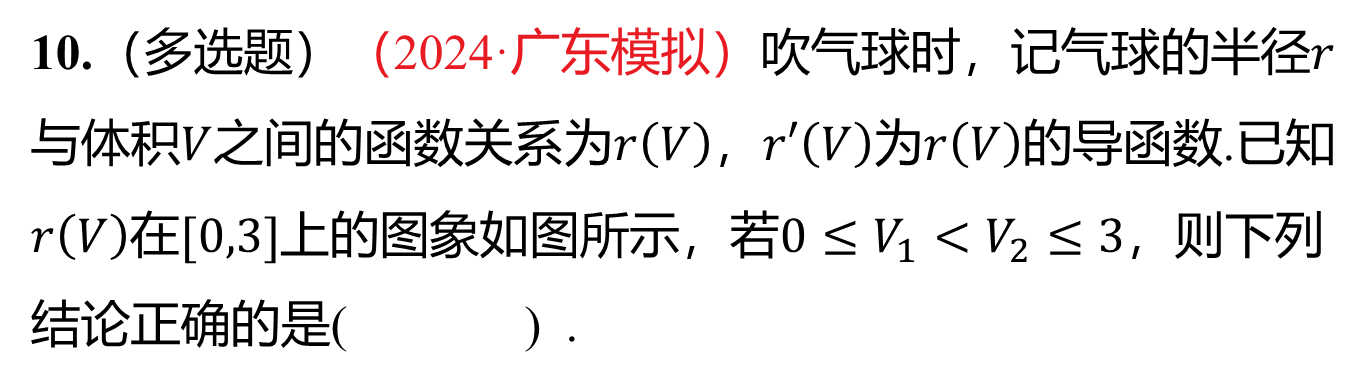 10.（多选题）（2024·广东模拟）吹气球时，记气球的半径r
与体积V之间的函数关系为r(V)，r′(V)为r(V)的导函数.已知
r(V)在[0,3]上的图象如图所示，若0 ≤ V₁ < V₂ ≤ 3，则下列
结论正确的是( ）.